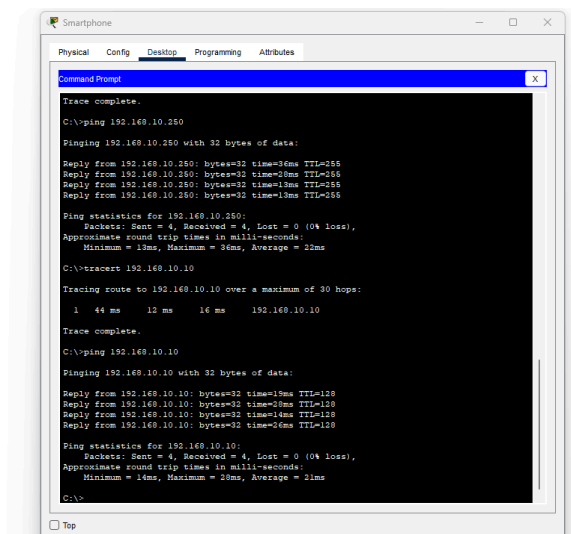 Smartphone
Physical Config Desktop Programming Attributes
Command Prompt X
Trace complete.
C:\>ping 192.168.10.250
Pinging 192.168.10.250 with 32 bytes of data:
Reply from 192.168.10.250: bytes=32 time=36ms TTL=255
Reply from 192.168.10.250: bytes=32 time=28ms TTL=255
Reply from 192.168.10.250: bytes=32 time=13ms TTL=255
Reply from 192.168.10.250: bytes=32 time=13ms TTL=255
Ping statistics for 192.168.10.250:
Packets: Sent = 4, Received = 4, Lost = 0 (0% loss),
Approximate round trip times in milli-seconds:
Minimum = 13ms, Maximum = 36ms, Average = 22ms
C:\>tracert 192.168.10.10
Tracing route to 192.168.10.10 over a maximum of 30 hops:
1 44 ms 12 ms 16 ms 192.168.10.10
Trace complete.
C:\>ping 192.168.10.10
Pinging 192.168.10.10 with 32 bytes of data:
Reply from 192.168.10.10: bytes=32 time=19ms TTL=128
Reply from 192.168.10.10: bytes=32 time=28ms TTL=128
Reply from 192.168.10.10: bytes=32 time=14ms TTL=128
Reply from 192.168.10.10: bytes=32 time=26ms TTL=128
Ping statistics for 192.168.10.10:
Packets: Sent = 4, Received = 4, Lost = 0 (0% loss),
Approximate round trip times in milli-seconds:
Minimum = 14ms, Maximum = 28ms, Average = 21ms
C:\>
Top